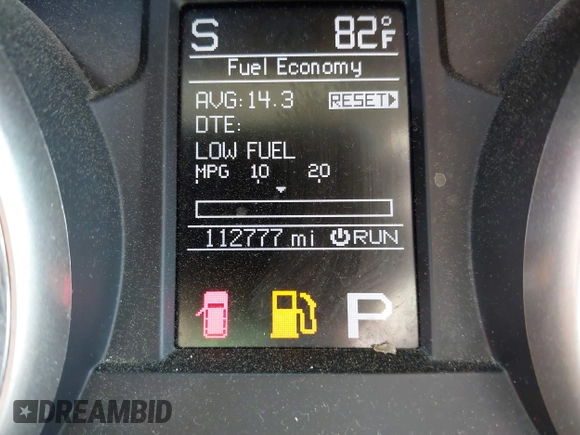 S 82°F
Fuel Economy
AVG:14.3 RESET
DTE:
LOW FUEL
MPG 10 20
112777 mi RUN
P
DREAMBID